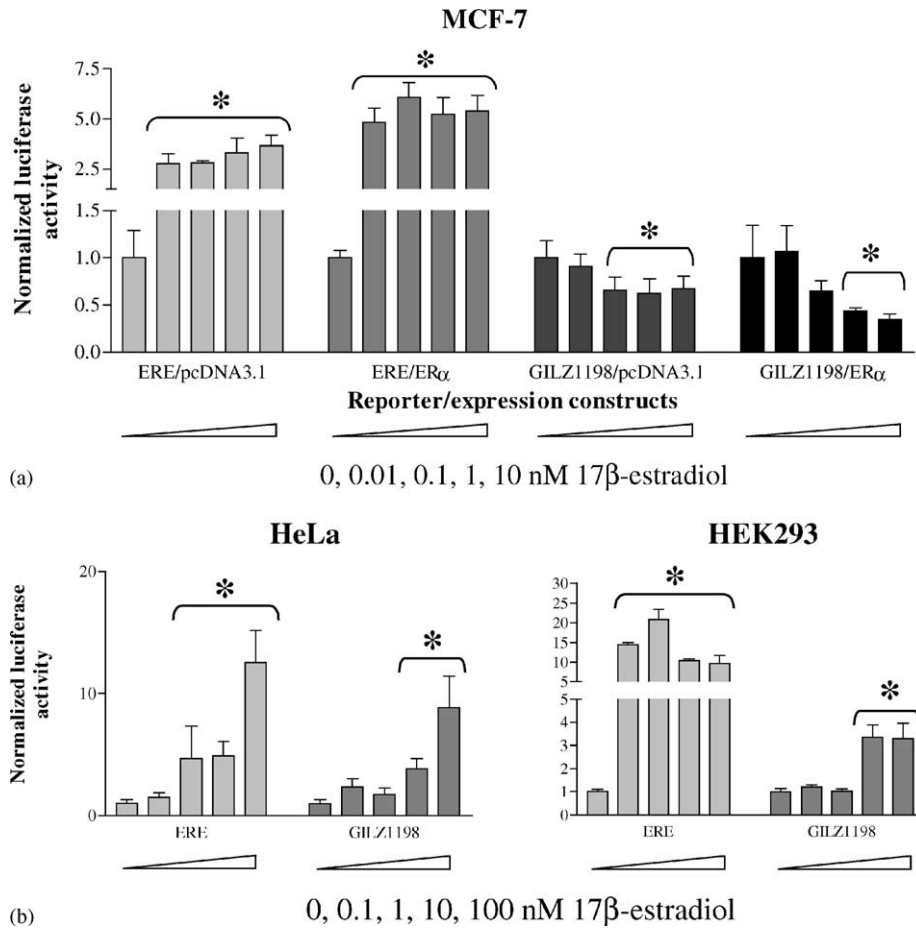 MCF-7
Normalized luciferase
activity
7.5
5.0
2.5
1.5
1.0
0.5
0.0
*
*
*
*
ERE/pcDNA3.1
ERE/ERα
GILZ1198/pcDNA3.1
GILZ1198/ERα
Reporter/expression constructs
(a)
0, 0.01, 0.1, 1, 10 nM 17β-estradiol
HeLa
Normalized luciferase
activity
20
10
0
*
*
ERE
GILZ1198
HEK293
30
25
20
15
10
5
4
3
2
1
0
*
*
ERE
GILZ1198
(b)
0, 0.1, 1, 10, 100 nM 17β-estradiol